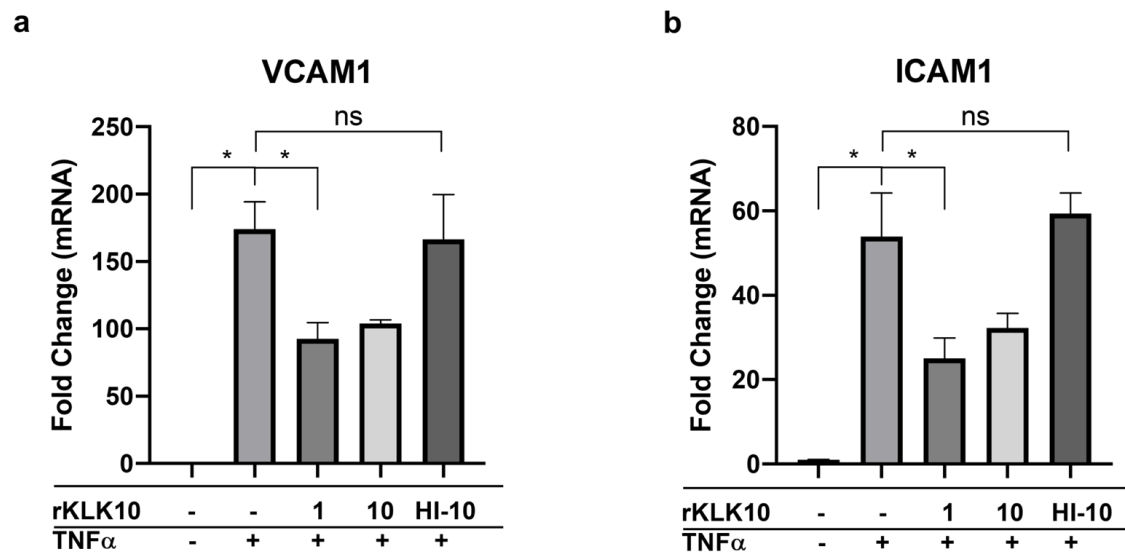 a
VCAM1
ns
* *
250
200
150
100
50
0
Fold Change (mRNA)
rKLK10 - - 1 10 HI-10
TNFα - + + + +
b
ICAM1
ns
* *
80
60
40
20
0
Fold Change (mRNA)
rKLK10 - - 1 10 HI-10
TNFα - + + + +